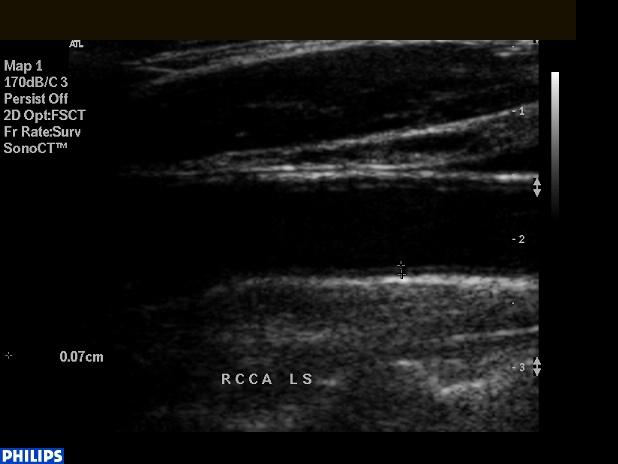 ATL
Map 1
170dB/C 3
Persist Off
2D Opt:FSCT
Fr Rate:Surv
SonoCT™
1
2
3
0.07cm
RCCA LS
PHILIPS